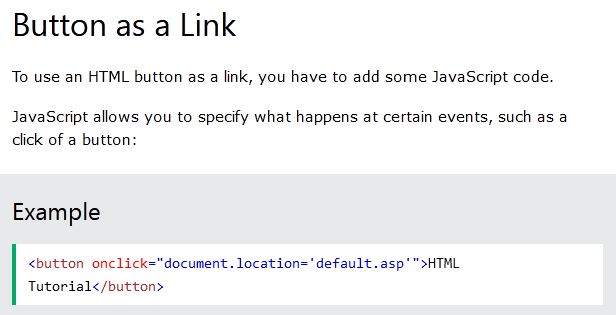 Button as a Link
To use an HTML button as a link, you have to add some JavaScript code.
JavaScript allows you to specify what happens at certain events, such as a
click of a button:
Example
<button onclick="document.location='default.asp'">HTML
Tutorial</button>